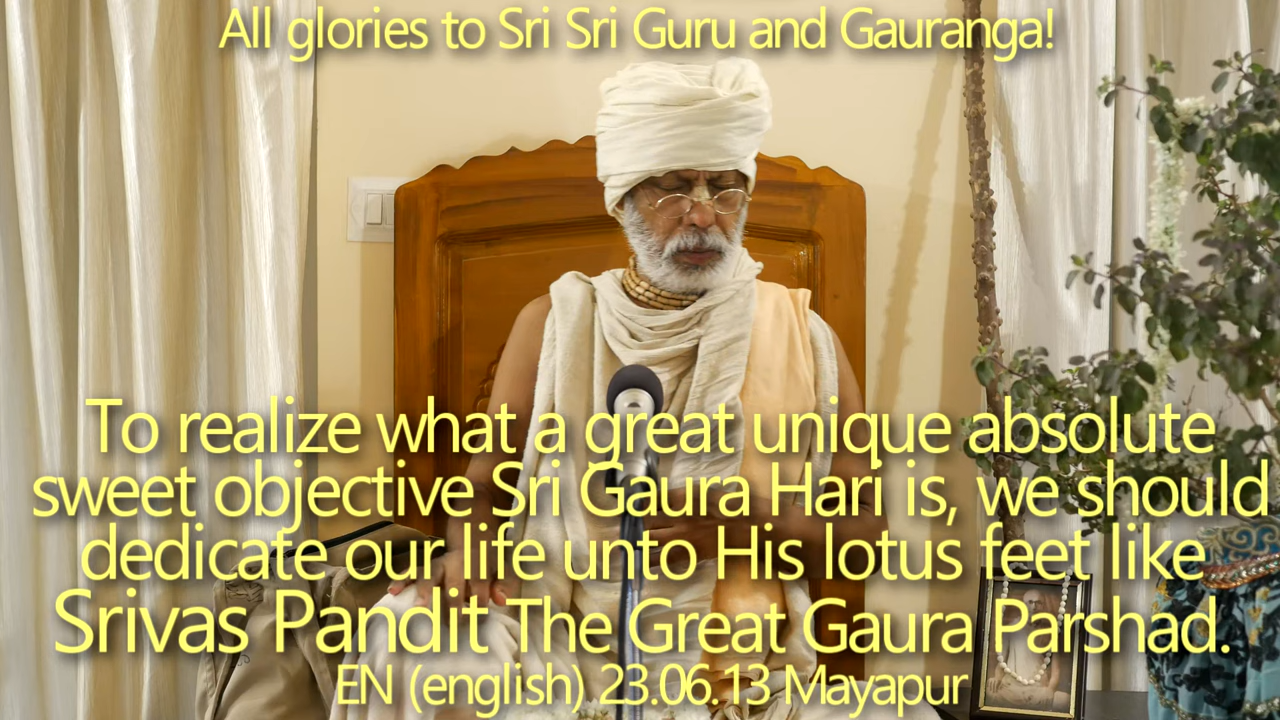 All glories to Sri Sri Guru and Gauranga!
To realize what a great unique absolute
sweet objective Sri Gaura Hari is, we should
dedicate our life unto His lotus feet like
Srivas Pandit The Great Gaura Parshad.
EN (english) 23.06.13 Mayapur